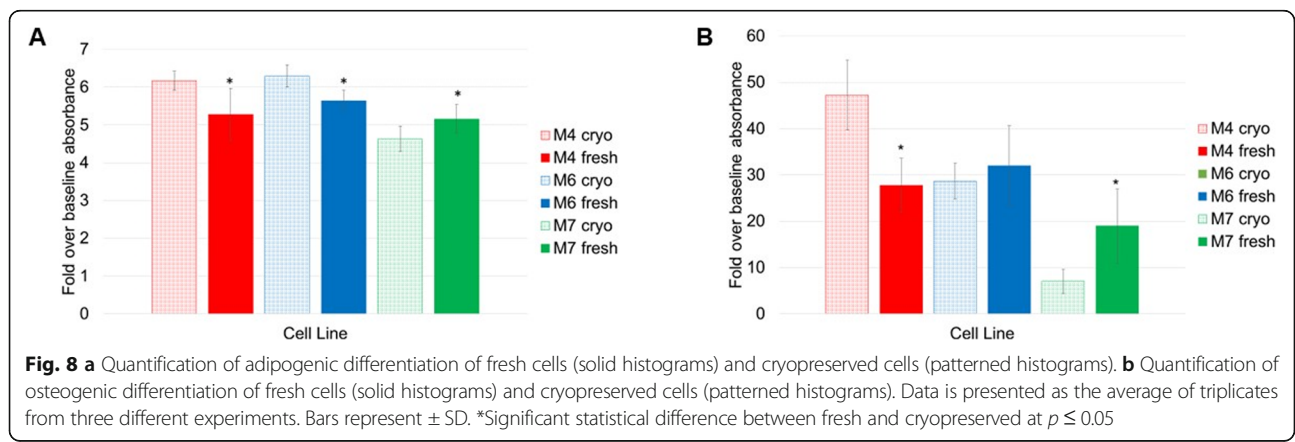 A
Fold over baseline absorbance
7
6
5
4
3
2
1
0
*
*
*
Cell Line
M4 cryo
M4 fresh
M6 cryo
M6 fresh
M7 cryo
M7 fresh
B
Fold over baseline absorbance
60
50
40
30
20
10
0
*
*
Cell Line
M4 cryo
M4 fresh
M6 cryo
M6 fresh
M7 cryo
M7 fresh
Fig. 8 a Quantification of adipogenic differentiation of fresh cells (solid histograms) and cryopreserved cells (patterned histograms). b Quantification of
osteogenic differentiation of fresh cells (solid histograms) and cryopreserved cells (patterned histograms). Data is presented as the average of triplicates
from three different experiments. Bars represent ± SD. *Significant statistical difference between fresh and cryopreserved at p ≤ 0.05